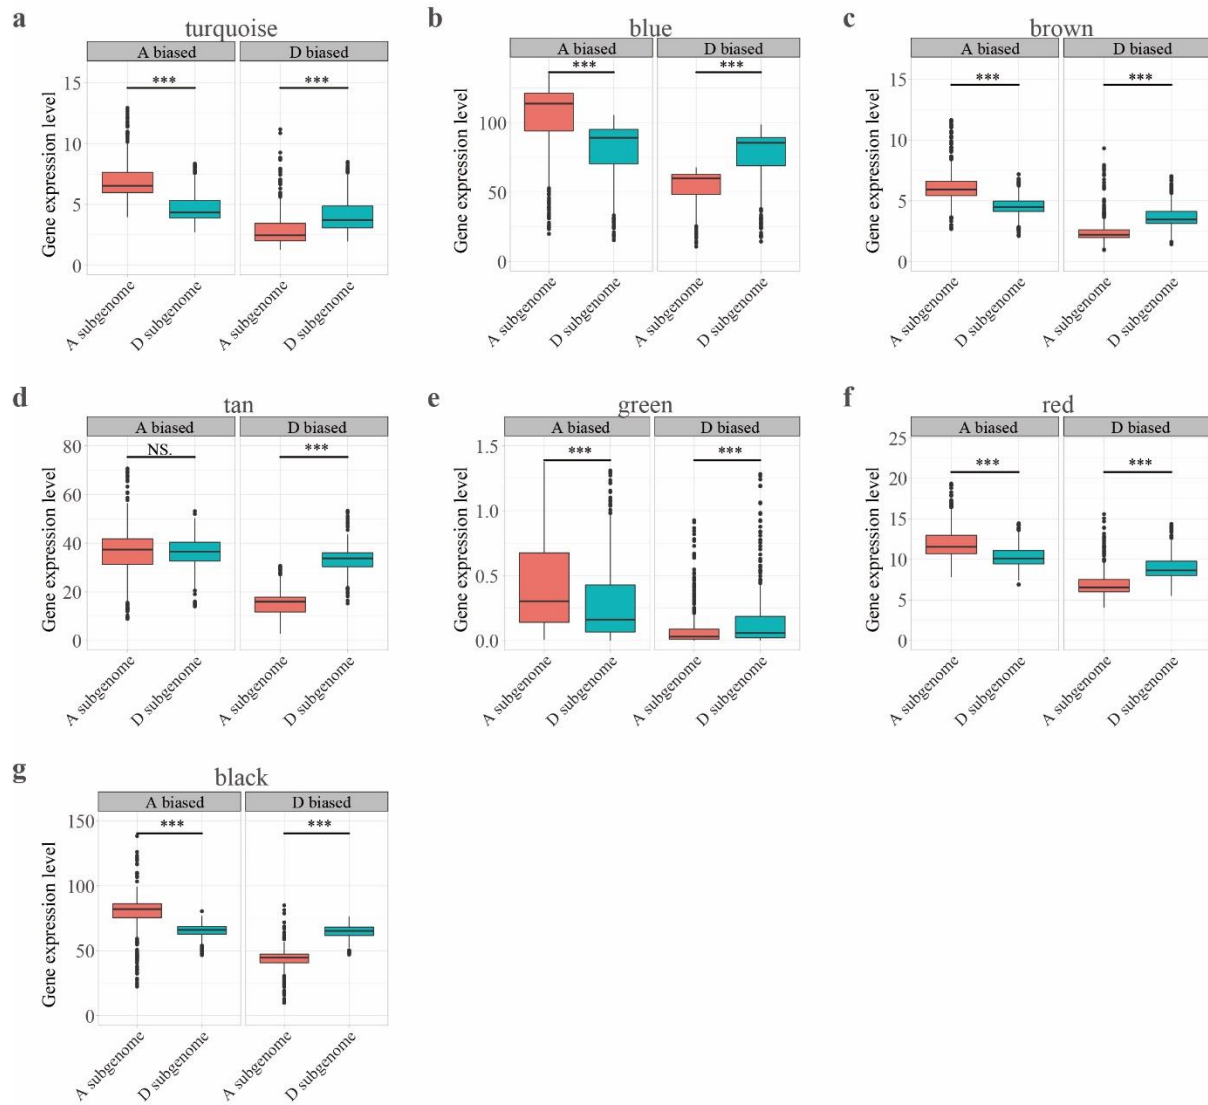 a
turquoise
A biased
D biased
Gene expression level
15
10
5
0
***
***
A subgenome
D subgenome
A subgenome
D subgenome
b
blue
A biased
D biased
Gene expression level
100
50
0
***
***
A subgenome
D subgenome
A subgenome
D subgenome
c
brown
A biased
D biased
Gene expression level
15
10
5
0
***
***
A subgenome
D subgenome
A subgenome
D subgenome
d
tan
A biased
D biased
Gene expression level
80
60
40
20
0
NS.
***
A subgenome
D subgenome
A subgenome
D subgenome
e
green
A biased
D biased
Gene expression level
1.5
1.0
0.5
0.0
***
***
A subgenome
D subgenome
A subgenome
D subgenome
f
red
A biased
D biased
Gene expression level
25
20
15
10
5
0
***
***
A subgenome
D subgenome
A subgenome
D subgenome
g
black
A biased
D biased
Gene expression level
150
100
50
0
***
***
A subgenome
D subgenome
A subgenome
D subgenome